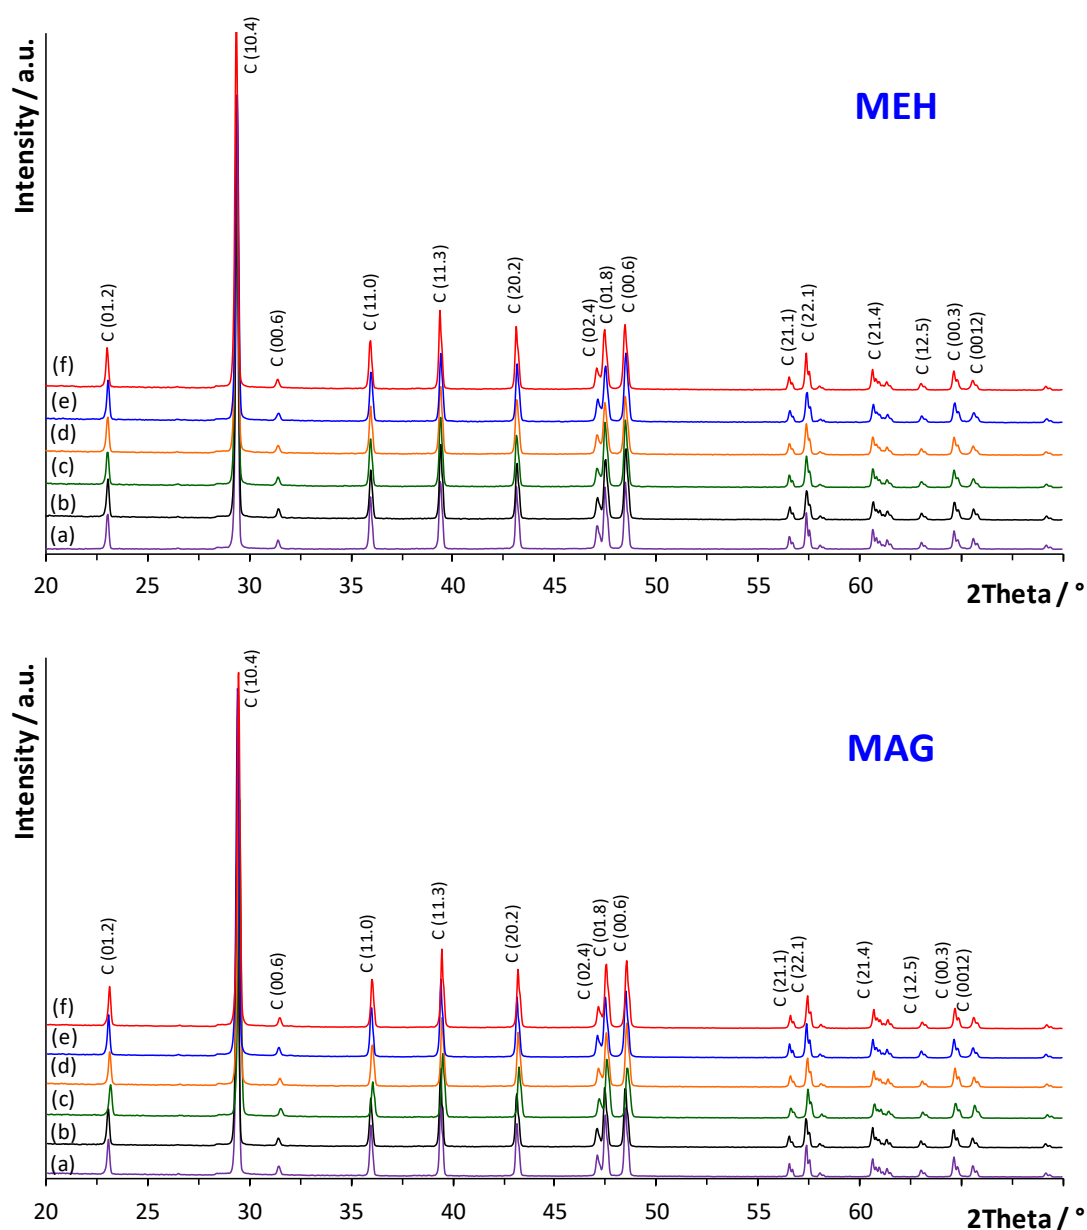 MEH
Intensity / a.u.
C (10.4)
C (01.2)
C (00.6)
C (11.0)
C (11.3)
C (20.2)
C (02.4)
C (01.8)
C (00.6)
C (21.1)
C (22.1)
C (21.4)
C (12.5)
C (00.3)
C (0012)
(f)
(e)
(d)
(c)
(b)
(a)
20 25 30 35 40 45 50 55 60
2Theta / °
MAG
Intensity / a.u.
C (10.4)
C (01.2)
C (00.6)
C (11.0)
C (11.3)
C (20.2)
C (02.4)
C (01.8)
C (00.6)
C (21.1)
C (22.1)
C (21.4)
C (12.5)
C (00.3)
C (0012)
(f)
(e)
(d)
(c)
(b)
(a)
20 25 30 35 40 45 50 55 60
2Theta / °